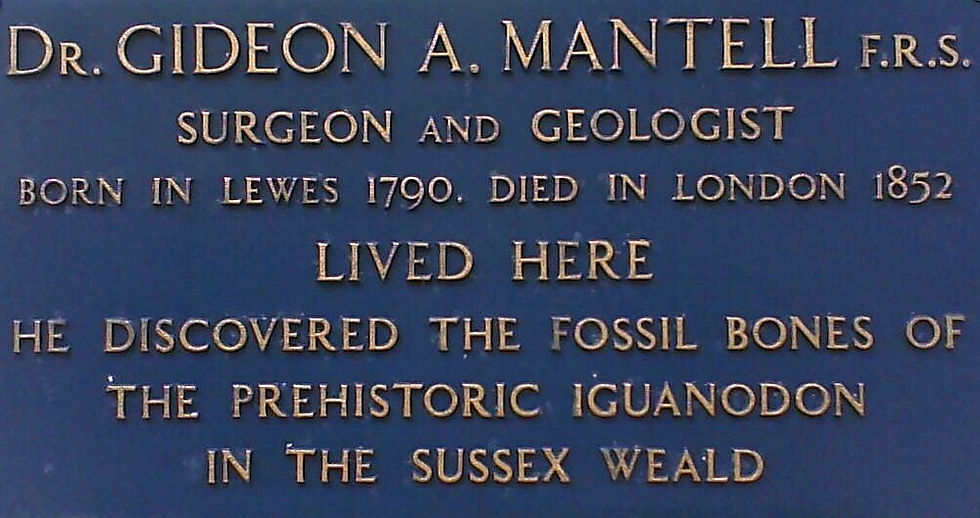 DR. GIDEON A. MANTELL F.R.S.
SURGEON AND GEOLOGIST
BORN IN LEWES 1790. DIED IN LONDON 1852
LIVED HERE
HE DISCOVERED THE FOSSIL BONES OF
THE PREHISTORIC IGUANODON
IN THE SUSSEX WEALD